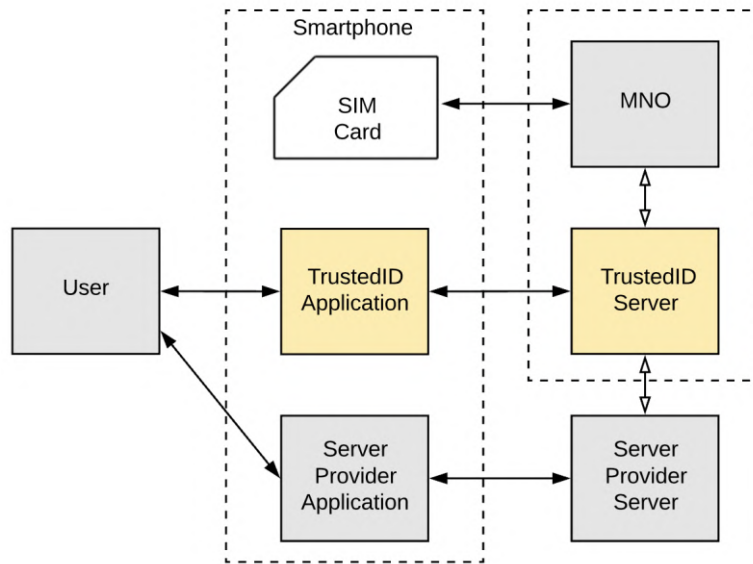 Smartphone
SIM
Card
MNO
User
TrustedID
Application
TrustedID
Server
Server
Provider
Application
Server
Provider
Server